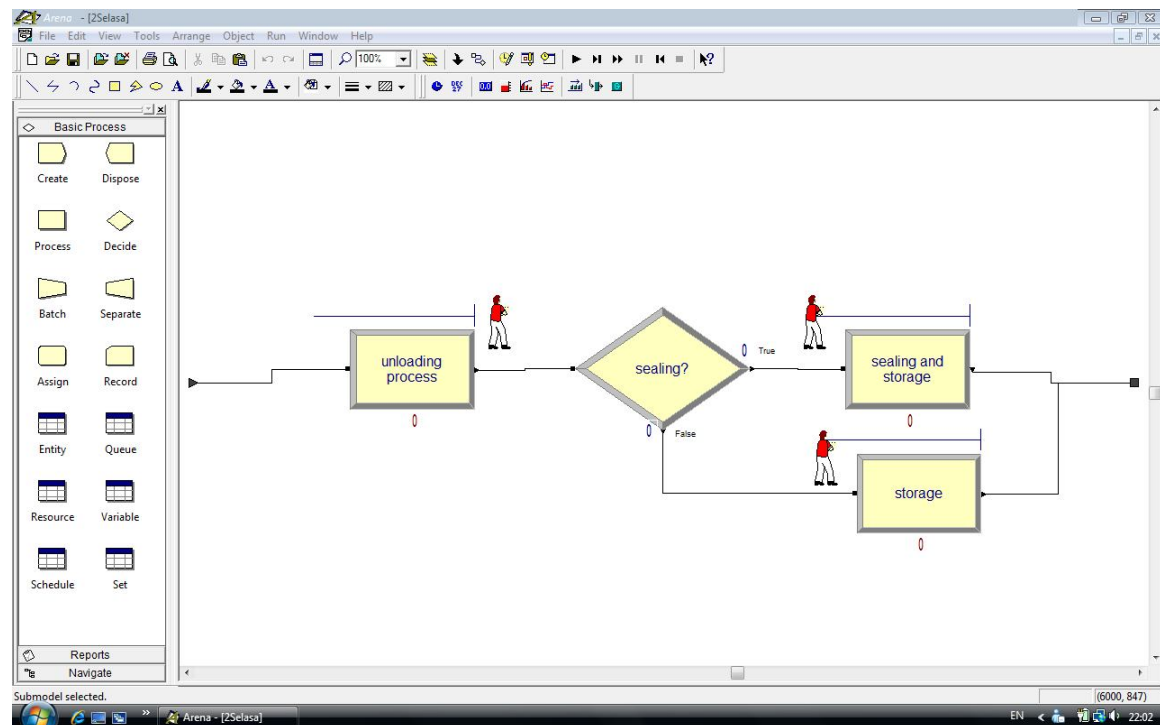 Arena - [2Selasa]
File Edit View Tools Arrange Object Run Window Help
100%
A A
0.0
Basic Process
Create Dispose
Process Decide
Batch Separate
Assign Record
Entity Queue
Resource Variable
Schedule Set
Reports
Navigate
unloading
process
0
sealing?
0 True
0 False
sealing and
storage
0
storage
0
Submodel selected.
(6000, 847)
Arena - [2Selasa]
EN
22:02